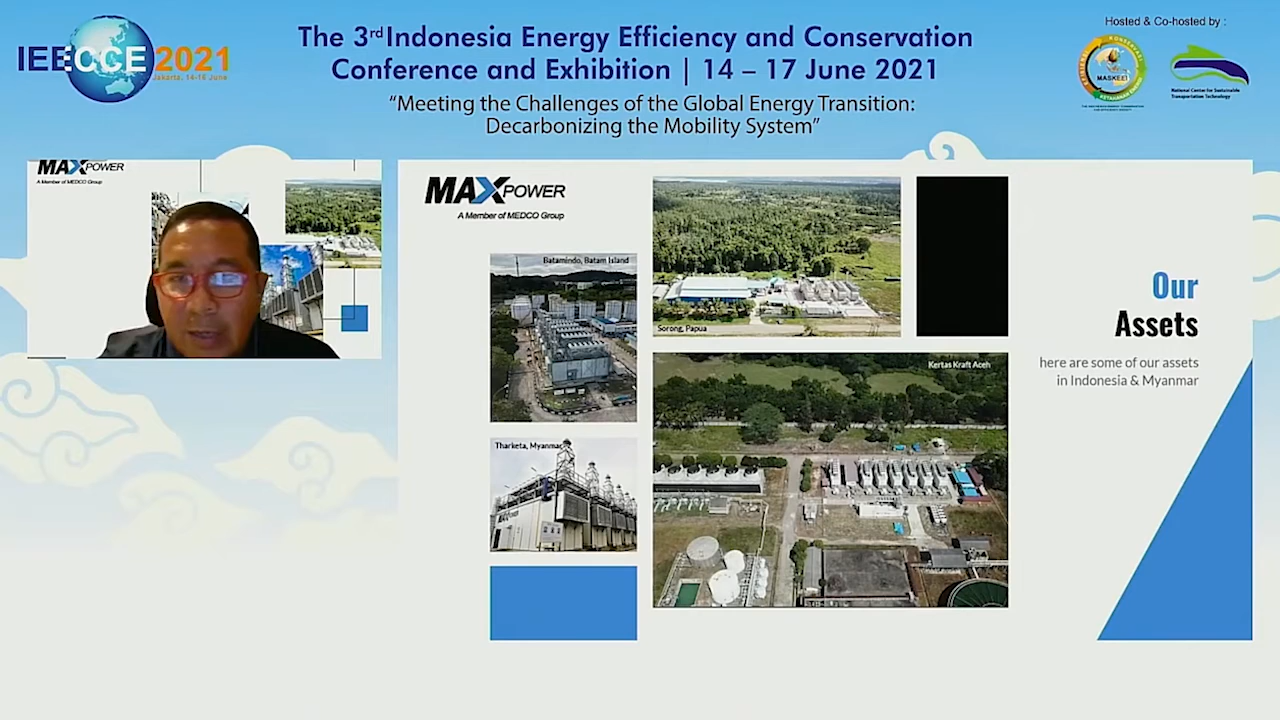 IEECCE 2021
Jakarta, 14-16 June
The 3rd Indonesia Energy Efficiency and Conservation
Conference and Exhibition | 14 – 17 June 2021
“Meeting the Challenges of the Global Energy Transition:
Decarbonizing the Mobility System”
Hosted & Co-hosted by :
MASKEEI
National Center for Sustainable
Transportation Technology
MAXPOWER
A Member of MEDCO Group
MAXPOWER
A Member of MEDCO Group
Batamindo, Batam Island
Sorong, Papua
Kertas Kraft Aceh
Tharketa, Myanmar
Our
Assets
here are some of our assets
in Indonesia & Myanmar